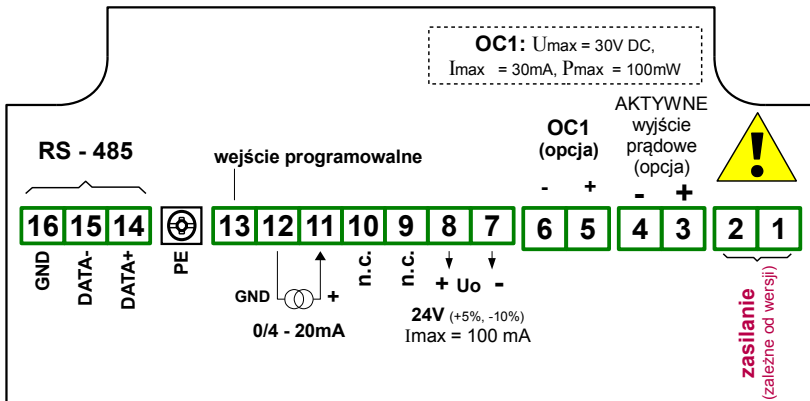 OC1: Umax = 30V DC,
Imax = 30mA, Pmax = 100mW
RS - 485
wejście programowalne
OC1
(opcja)
- +
AKTYWNE
wyjście
prądowe
(opcja)
- +
!
16 15 14 PE 13 12 11 10 9 8 7 6 5 4 3 2 1
GND
DATA-
DATA+
GND +
0/4 - 20mA
n.c.
n.c.
+ Uo -
24V (+5%, -10%)
Imax = 100 mA
zasilanie
(zależne od wersji)